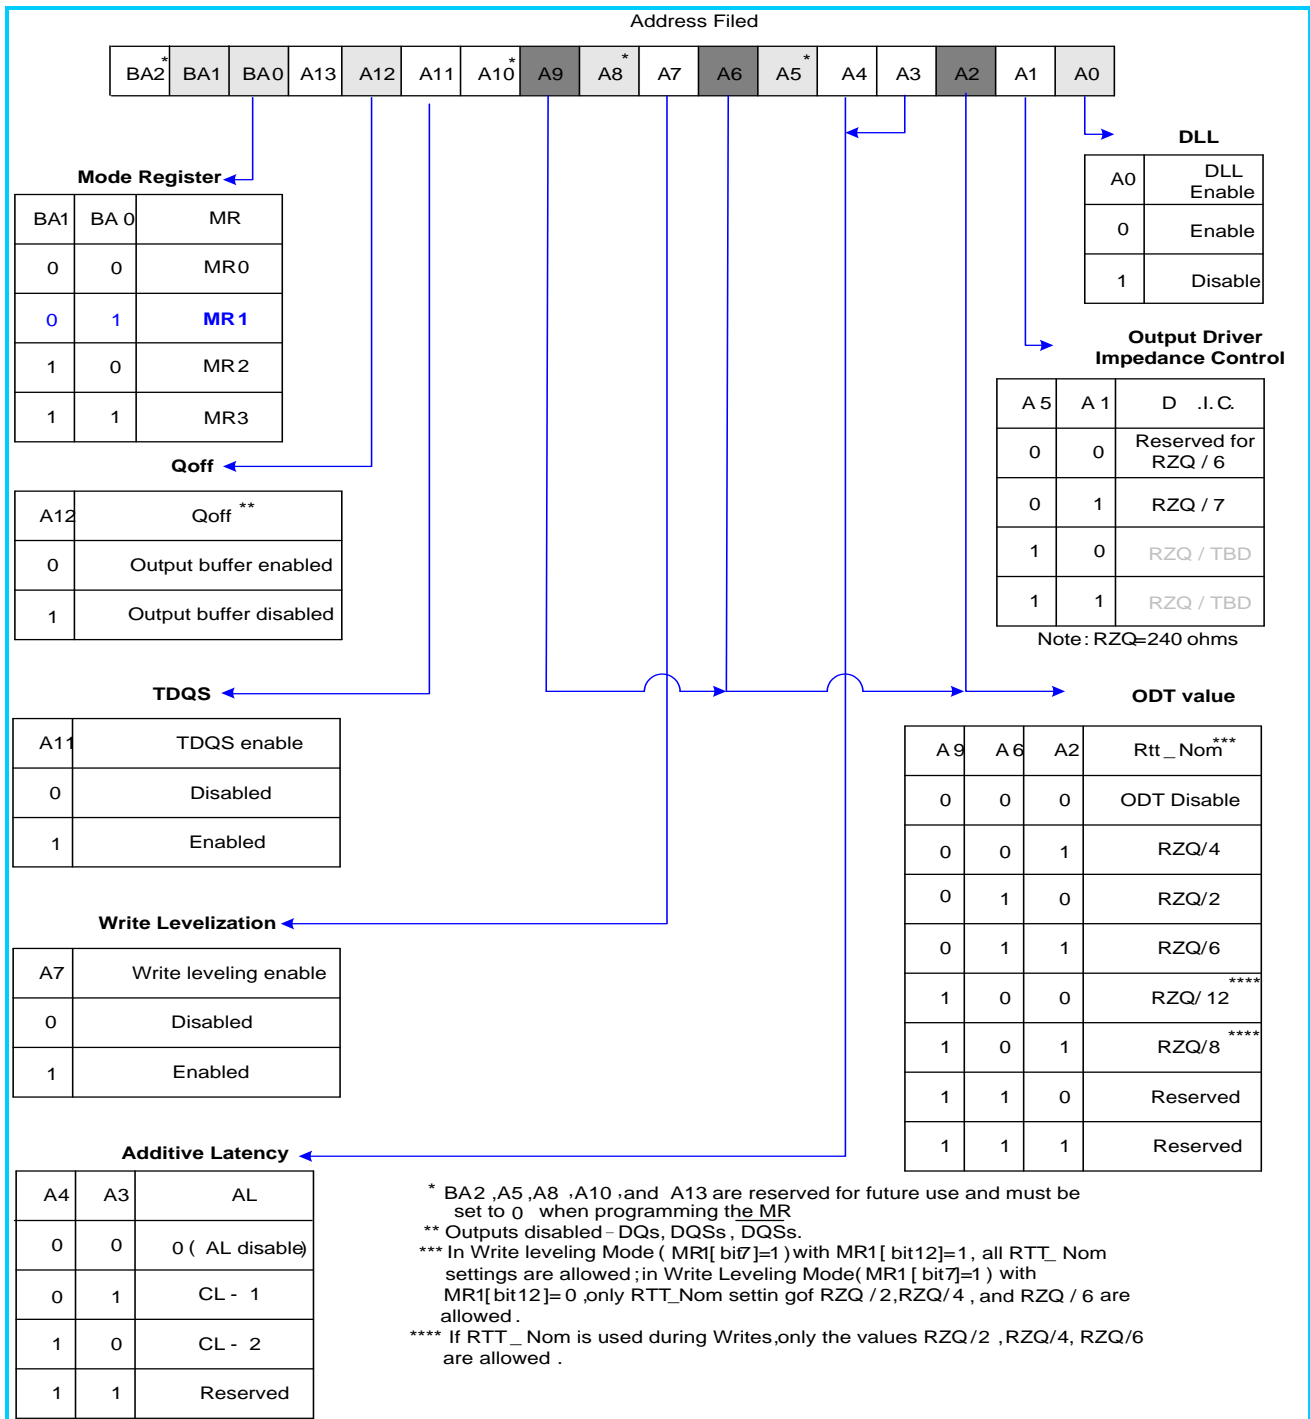 Address Filed
BA2* BA1 BA0 A13 A12 A11 A10* A9 A8* A7 A6 A5* A4 A3 A2 A1 A0
Mode Register
BA1 BA 0 MR
0 0 MR0
0 1 MR1
1 0 MR2
1 1 MR3
Qoff
A12 Qoff **
0 Output buffer enabled
1 Output buffer disabled
TDQS
A11 TDQS enable
0 Disabled
1 Enabled
Write Levelization
A7 Write leveling enable
0 Disabled
1 Enabled
Additive Latency
A4 A3 AL
0 0 0 ( AL disable)
0 1 CL - 1
1 0 CL - 2
1 1 Reserved
DLL
A0 DLL
Enable
0 Enable
1 Disable
Output Driver
Impedance Control
A 5 A 1 D .I. C.
0 0 Reserved for
RZQ / 6
0 1 RZQ / 7
1 0 RZQ / TBD
1 1 RZQ / TBD
Note: RZQ=240 ohms
ODT value
A 9 A 6 A2 Rtt _ Nom***
0 0 0 ODT Disable
0 0 1 RZQ/4
0 1 0 RZQ/2
0 1 1 RZQ/6
1 0 0 RZQ/ 12 ****
1 0 1 RZQ/8 ****
1 1 0 Reserved
1 1 1 Reserved
* BA2 ,A5 ,A8 ,A10 ,and A13 are reserved for future use and must be
set to 0 when programming the MR
** Outputs disabled - DQs, DQSs , D̅Q̅S̅s̅.
*** In Write leveling Mode ( MR1[ bit7]=1 ) with MR1 [ bit12]=1 , all RTT_ Nom
settings are allowed ; in Write Leveling Mode( MR1 [ bit7]=1 ) with
MR1[ bit12]= 0 ,only RTT_Nom settin gof RZQ / 2,RZQ/ 4 , and RZQ / 6 are
allowed .
**** If RTT _ Nom is used during Writes,only the values RZQ/2 , RZQ/4, RZQ/6
are allowed .